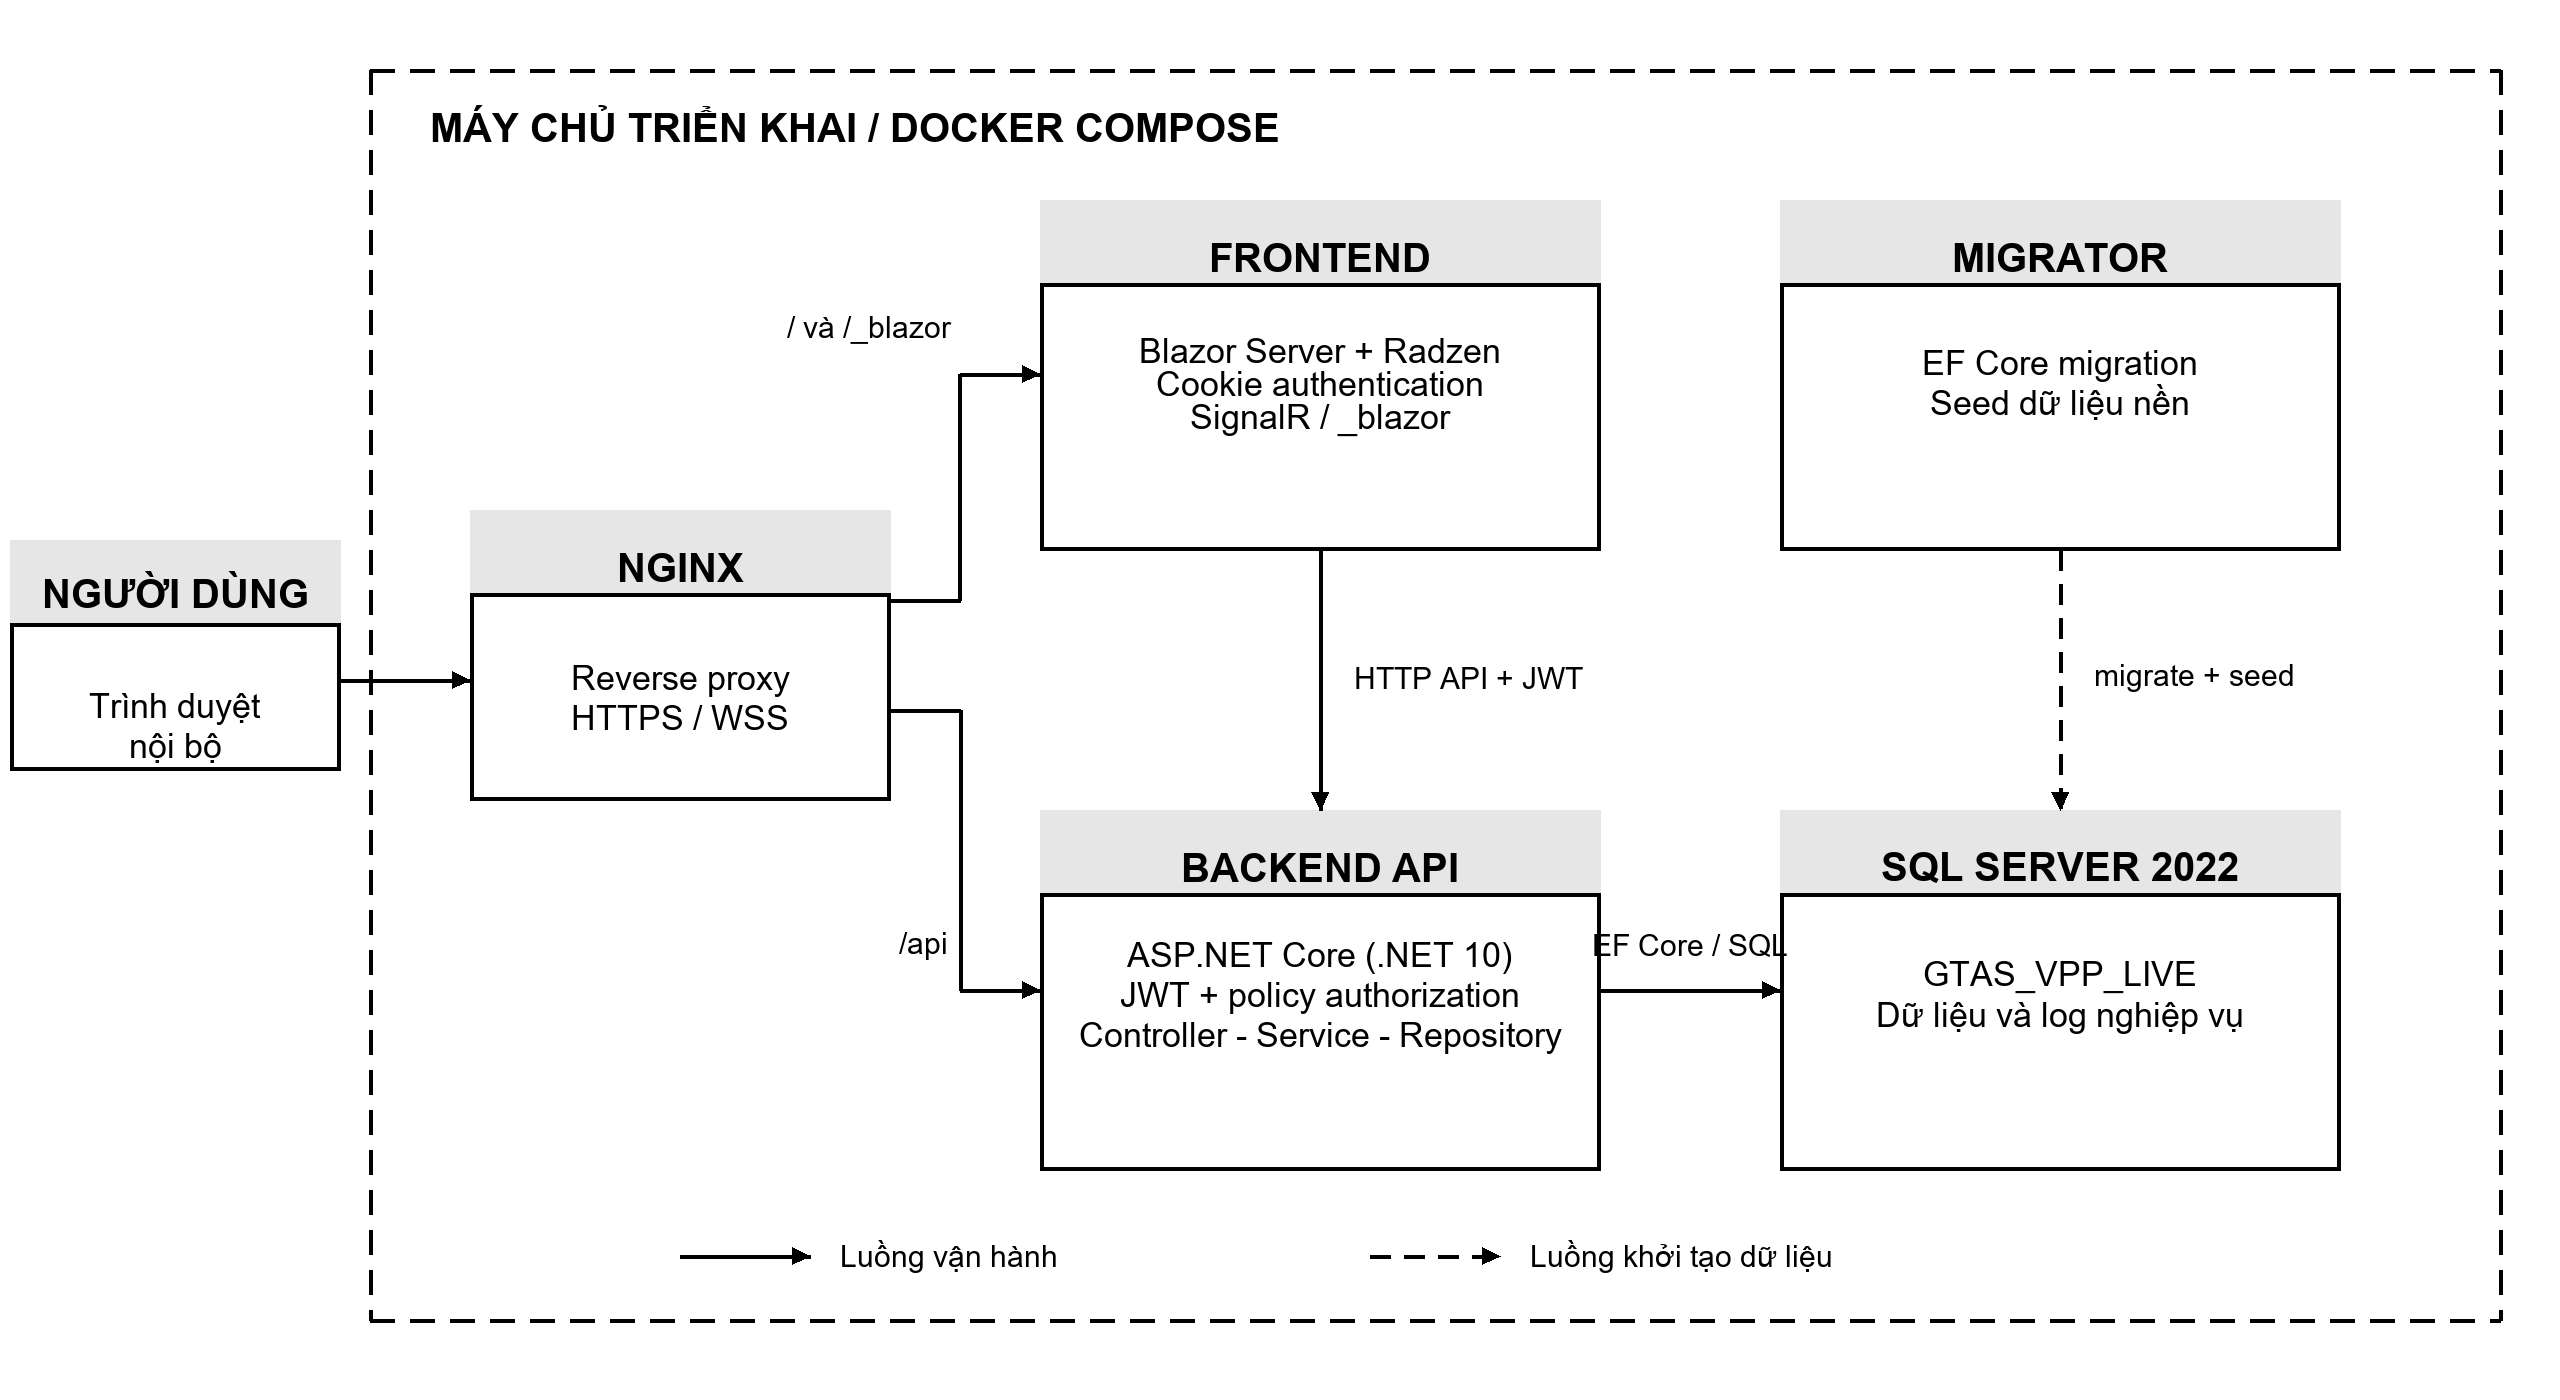 MÁY CHỦ TRIỂN KHAI / DOCKER COMPOSE
NGƯỜI DÙNG
Trình duyệt
nội bộ
NGINX
Reverse proxy
HTTPS / WSS
/ và /_blazor
/api
FRONTEND
Blazor Server + Radzen
Cookie authentication
SignalR / _blazor
HTTP API + JWT
BACKEND API
ASP.NET Core (.NET 10)
JWT + policy authorization
Controller - Service - Repository
EF Core / SQL
MIGRATOR
EF Core migration
Seed dữ liệu nền
migrate + seed
SQL SERVER 2022
GTAS_VPP_LIVE
Dữ liệu và log nghiệp vụ
Luồng vận hành
Luồng khởi tạo dữ liệu